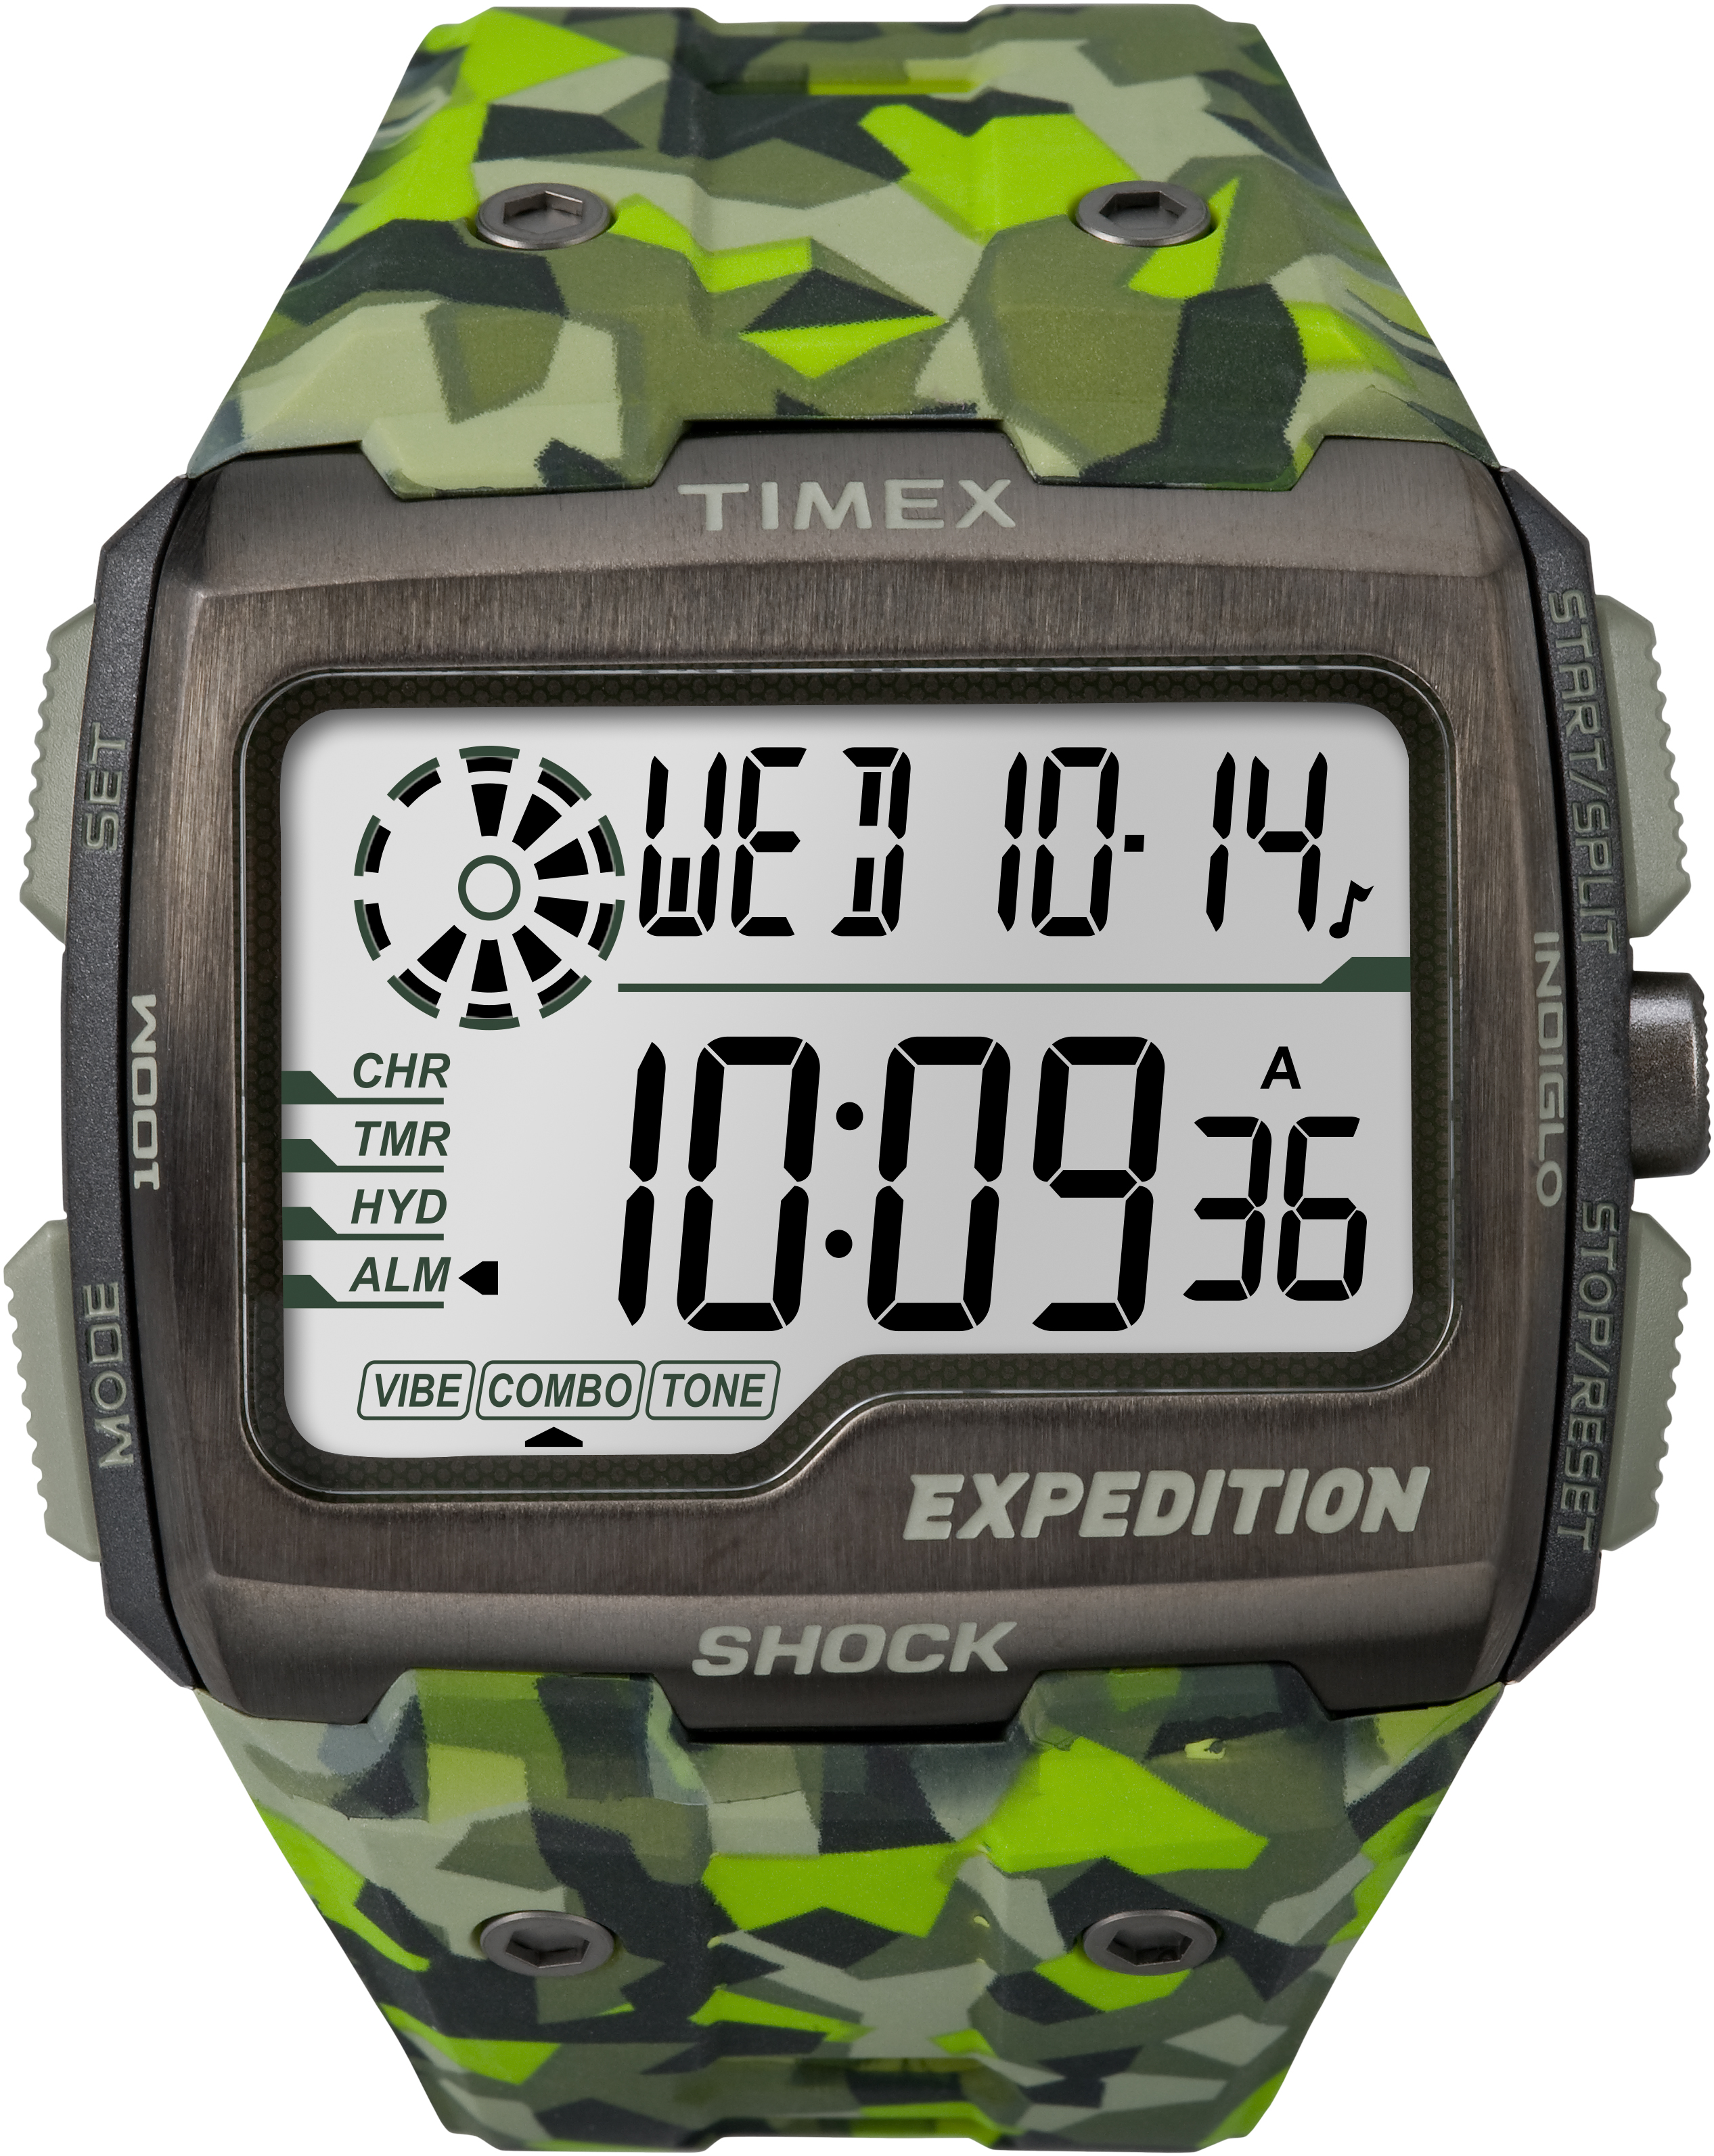 TIMEX
SET
START/SPLIT
WED 10-14
INDIGLO
100M
CHR
TMR
HYD
ALM
10:09 36
A
MODE
STOP/RESET
VIBE COMBO TONE
EXPEDITION
SHOCK